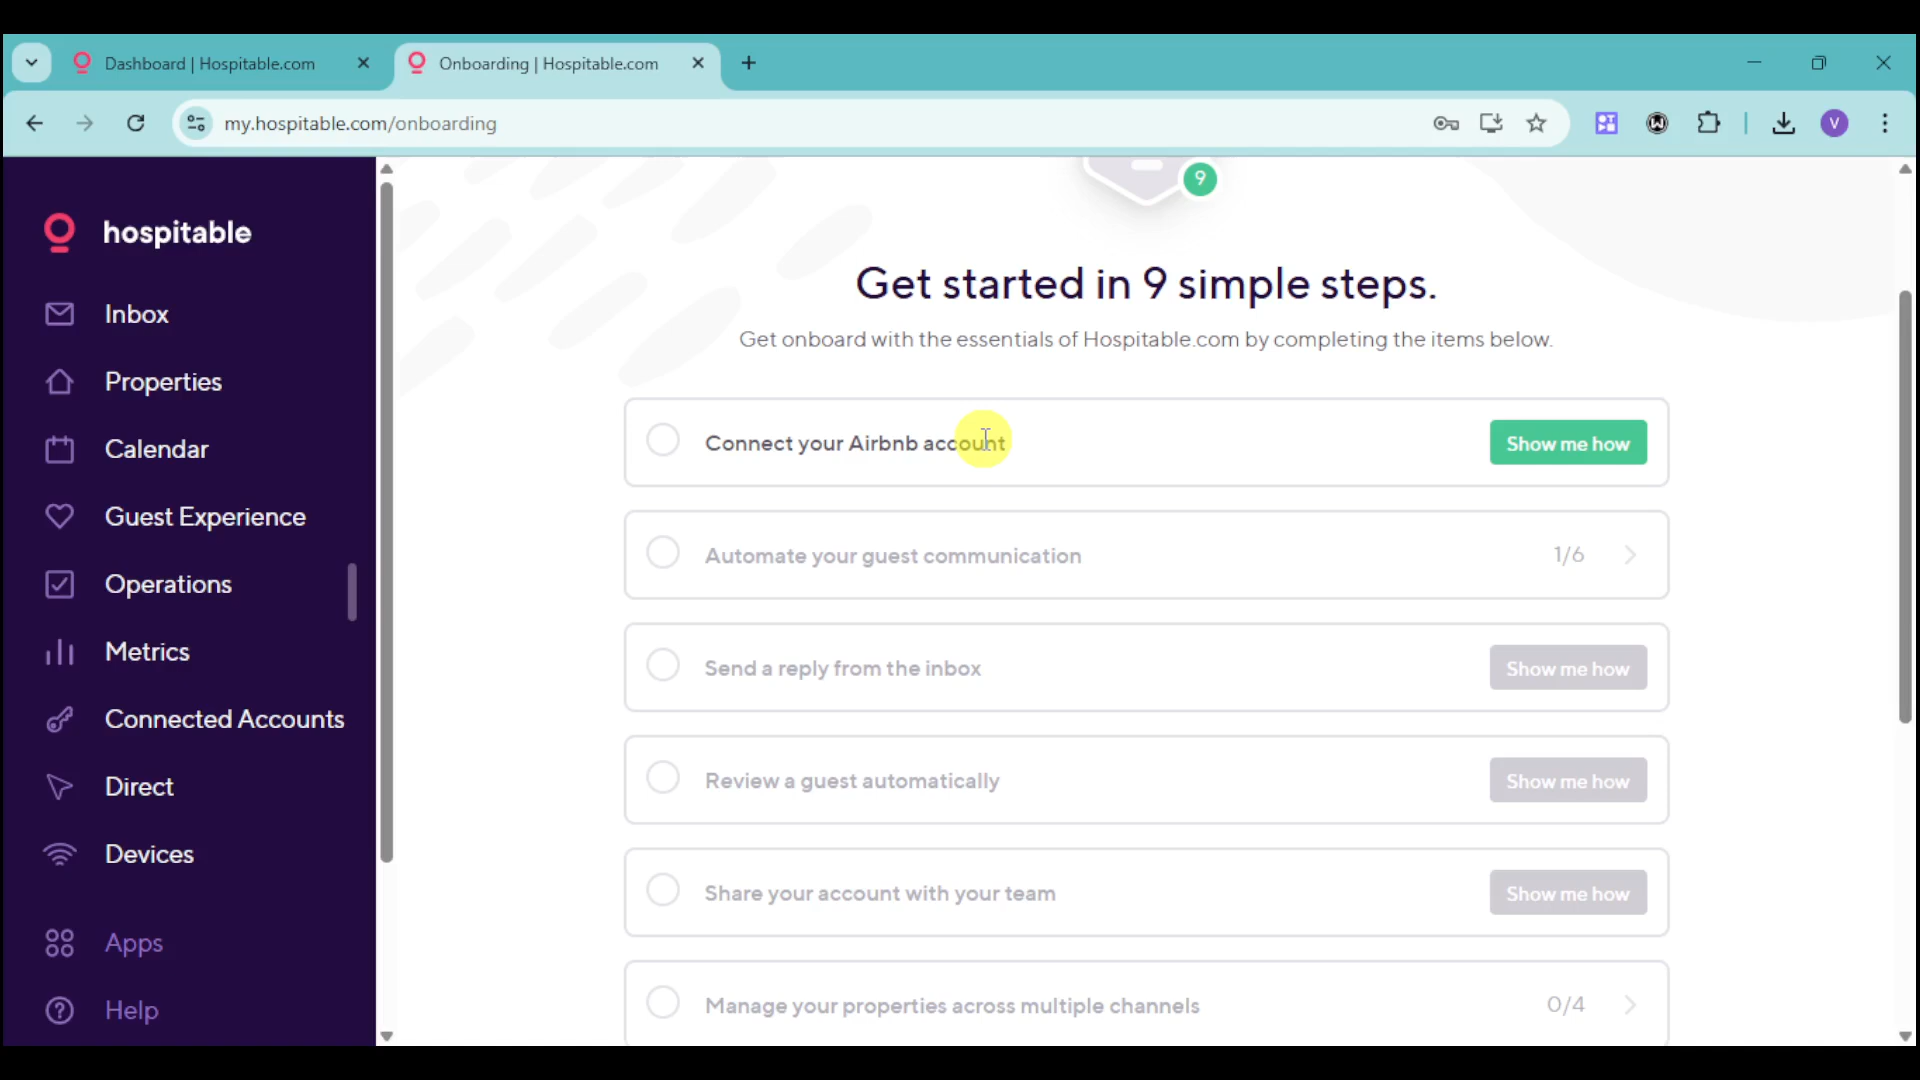 Dashboard | Hospitable.com
Onboarding | Hospitable.com
my.hospitable.com/onboarding
V
hospitable
Inbox
Properties
Calendar
Guest Experience
Operations
Metrics
Connected Accounts
Direct
Devices
Apps
Help
9
Get started in 9 simple steps.
Get onboard with the essentials of Hospitable.com by completing the items below.
Connect your Airbnb account
Show me how
Automate your guest communication
1/6
Send a reply from the inbox
Show me how
Review a guest automatically
Show me how
Share your account with your team
Show me how
Manage your properties across multiple channels
0/4